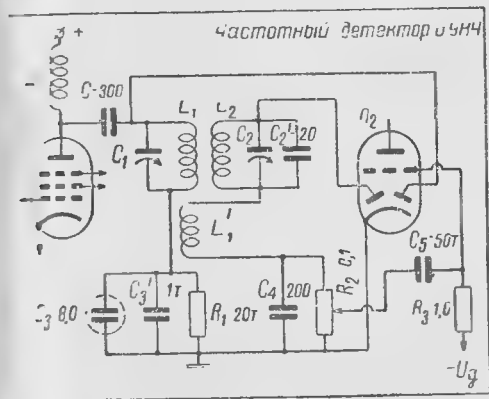 Частотный детектор и УНЧ
+
-
C-300
L₁
L₂
C₁
C₂
C₂' 20
Л₂
L₁'
C₃ 8,0
C₃'
1т
R₁ 20т
C₄ 200
R₂ 0,1
C₅-50т
R₃ 1,0
-Ug